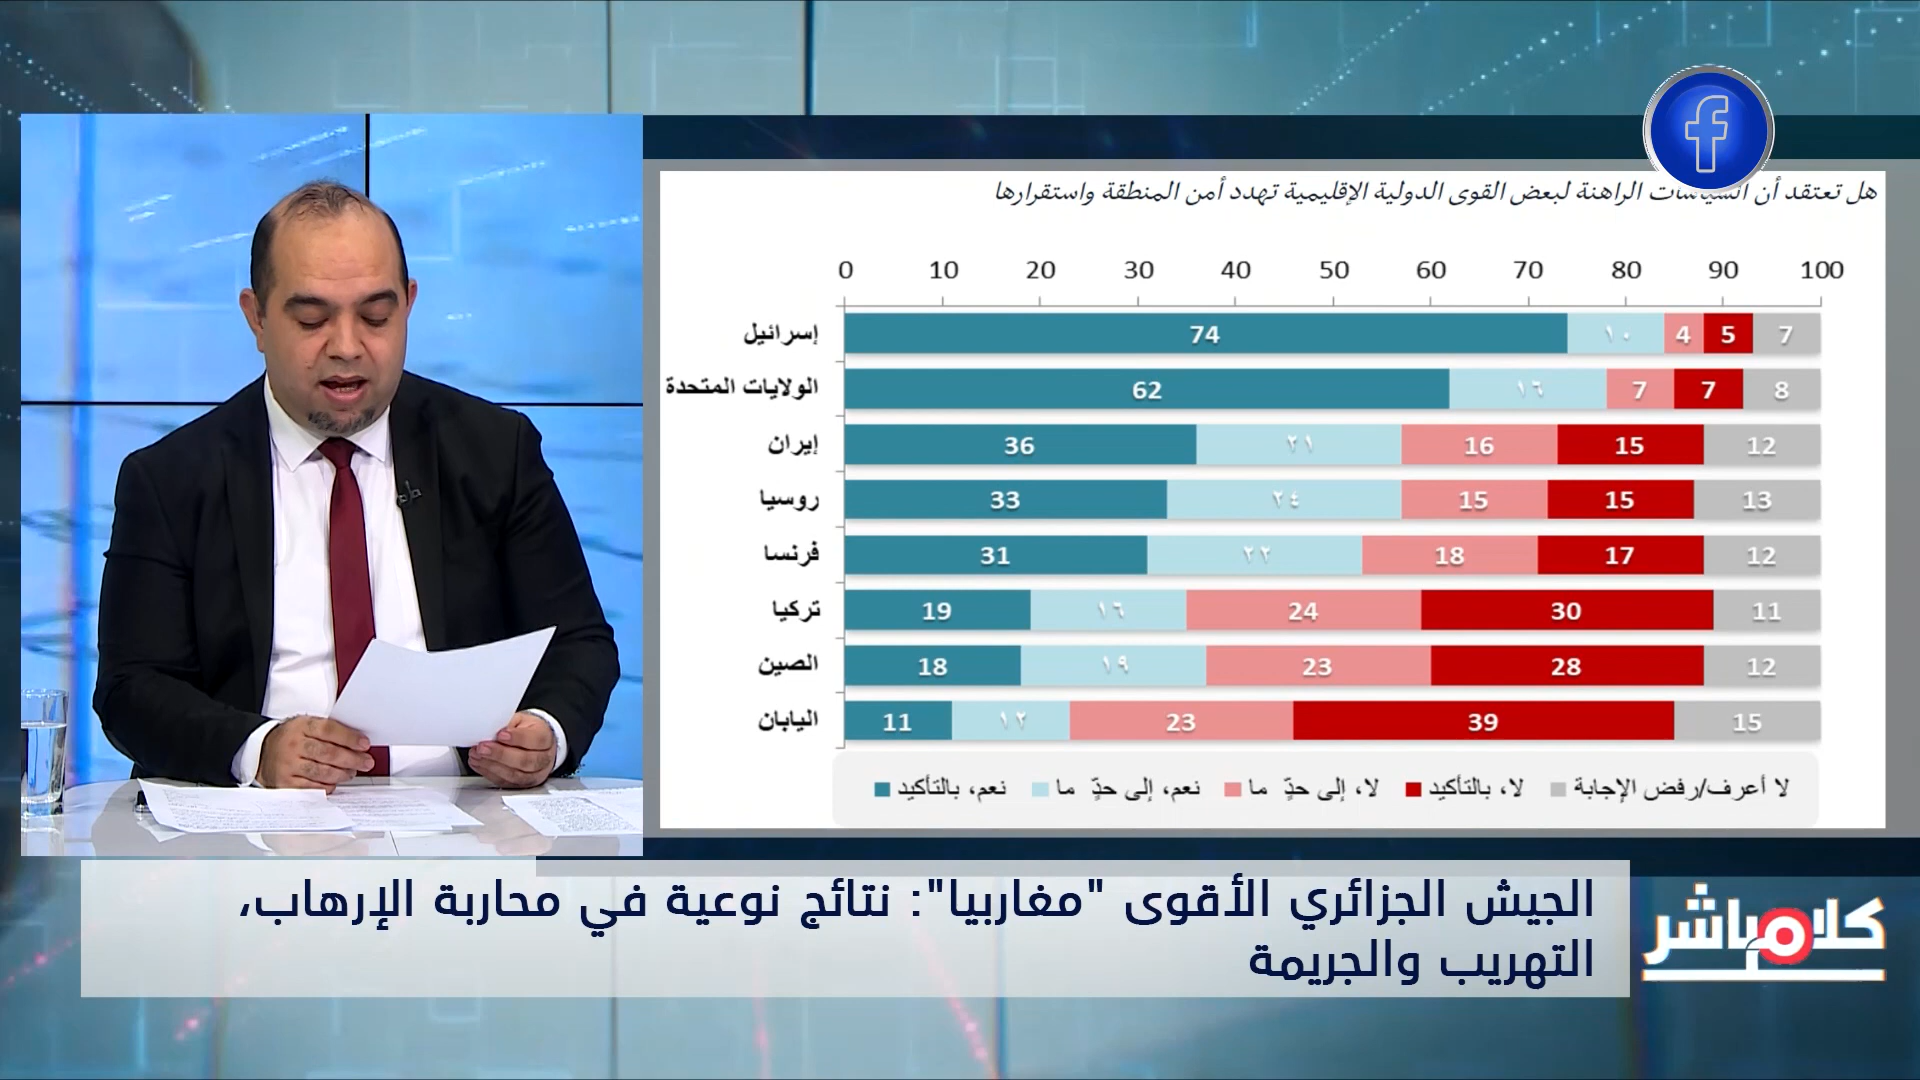 هل تعتقد أن السياسات الراهنة لبعض القوى الدولية الإقليمية تهدد أمن المنطقة واستقرارها
0 10 20 30 40 50 60 70 80 90 100
إسرائيل 74 ١٠ 4 5 7
الولايات المتحدة 62 ١٦ 7 7 8
إيران 36 ٢١ 16 15 12
روسيا 33 ٢٤ 15 15 13
فرنسا 31 ٢٢ 18 17 12
تركيا 19 ١٦ 24 30 11
الصين 18 ١٩ 23 28 12
اليابان 11 ١٢ 23 39 15
نعم، بالتأكيد نعم، إلى حدٍّ ما لا، إلى حدٍّ ما لا، بالتأكيد لا أعرف/رفض الإجابة
الجيش الجزائري الأقوى "مغاربيا": نتائج نوعية في محاربة الإرهاب،
التهريب والجريمة
كلام مباشر